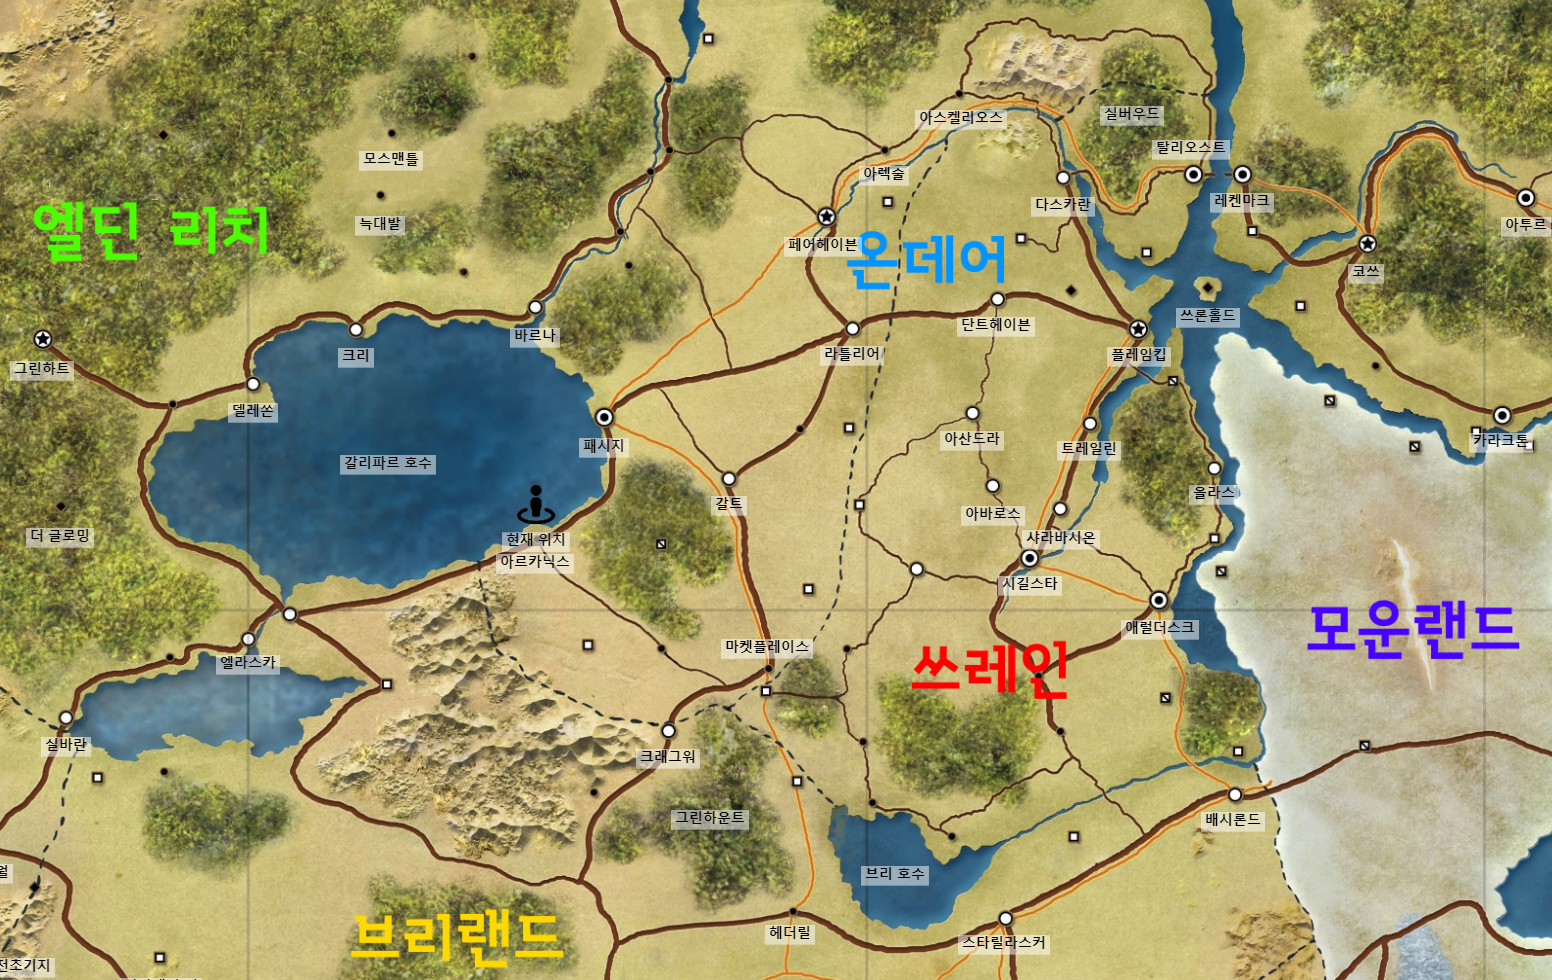 아스켈리오스
실버우드
탈리오스트
모스맨틀
아렉술
레켄마크
다스카란
늑대발
아투르
엘딘 리치
페어헤이븐
온데어
코쓰
쓰론홀드
단트헤이븐
바르나
크리
라틀리어
플레임킵
그린하트
델레쏜
아산드라
카라크톤
패시지
트레일린
갈리파르 호수
올라스
갈트
아바로스
더 글로밍
현재 위치
사라바시온
아르카닉스
시길스타
애럴더스크
모운랜드
마켓플레이스
엘라스카
쓰레인
실바란
크래그워
그린하운트
배시론드
브리 호수
브리랜드
헤더릴
스타릴라스커
전초기지